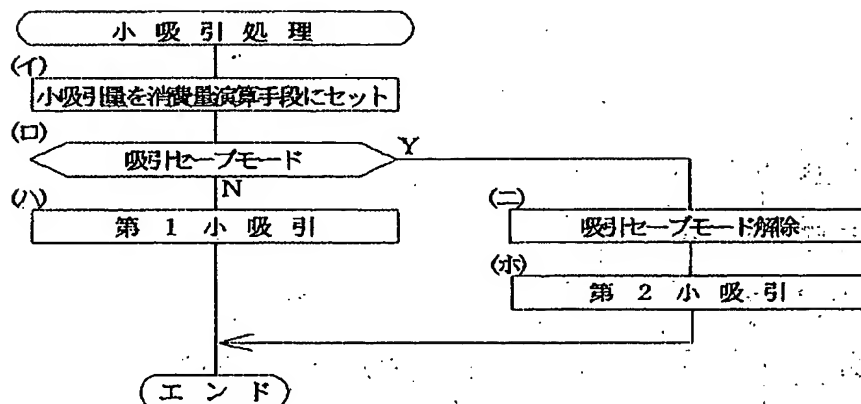 小吸引処理
(イ)
小吸引量を消費量演算手段にセット
(ロ)
吸引セーブモード
Y
N
(ハ)
第1小吸引
(ニ)
吸引セーブモード解除
(ホ)
第2小吸引
エンド